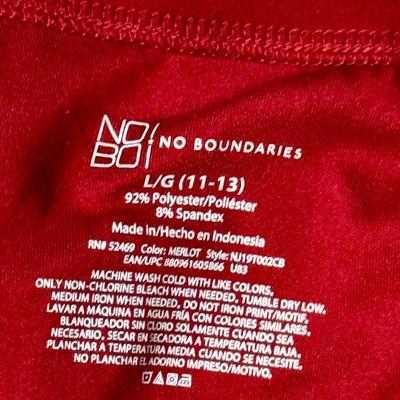 NO
BO
NO BOUNDARIES
L/G (11-13)
92% Polyester/Poliéster
8% Spandex
Made in/Hecho en Indonesia
RN# 52469 Color: MERLOT Style: NJ19T002CB
EAN/UPC 880961605866 UB3
MACHINE WASH COLD WITH LIKE COLORS.
ONLY NON-CHLORINE BLEACH WHEN NEEDED. TUMBLE DRY LOW.
MEDIUM IRON WHEN NEEDED. DO NOT IRON PRINT/MOTIF.
LAVAR A MÁQUINA EN AGUA FRÍA CON COLORES SIMILARES.
BLANQUEADOR SIN CLORO SOLAMENTE CUANDO SEA
NECESARIO. SECAR EN SECADORA A TEMPERATURA BAJA.
PLANCHAR A TEMPERATURA MEDIA CUANDO SE NECESITE.
NO PLANCHAR EL ADORNO IMPRESO/MOTIVO.